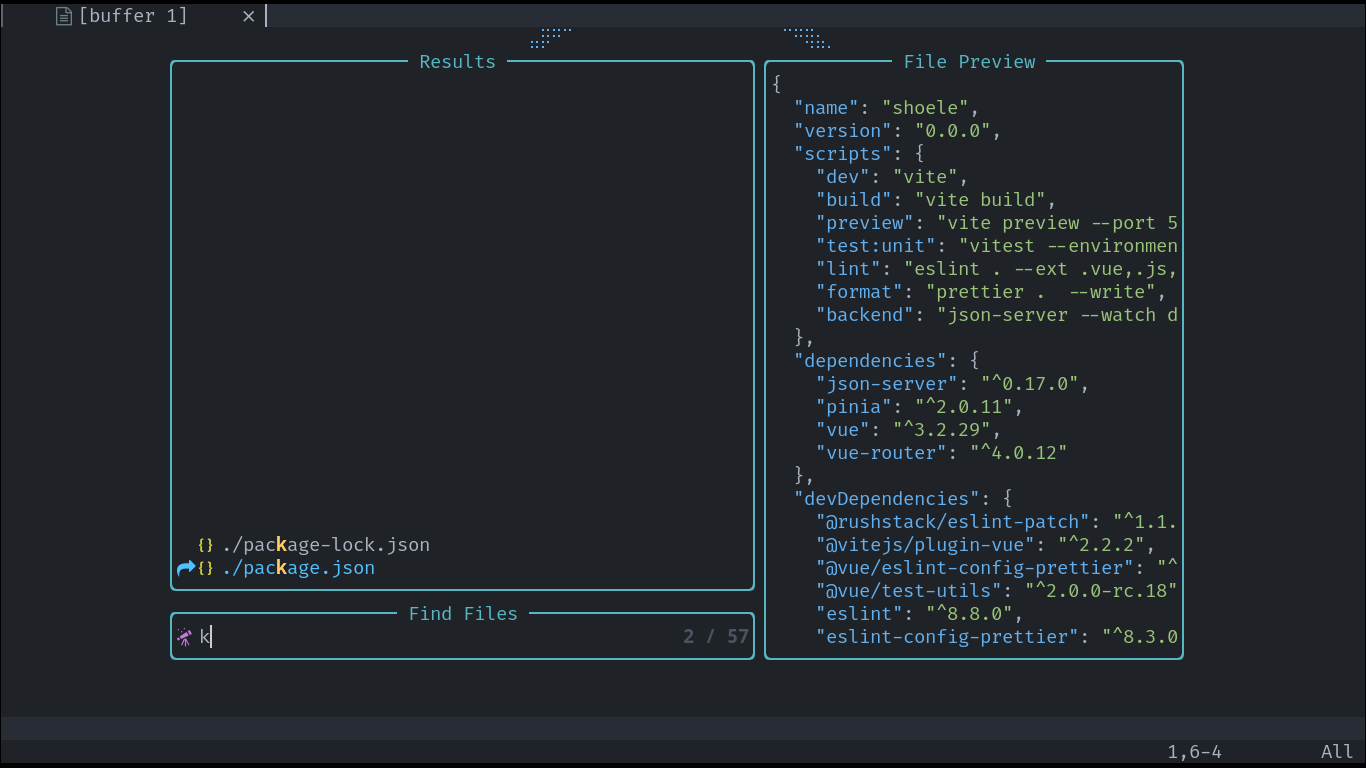 [buffer 1] ×
Results
./package-lock.json
./package.json
Find Files
k 2 / 57
File Preview
{
  "name": "shoele",
  "version": "0.0.0",
  "scripts": {
    "dev": "vite",
    "build": "vite build",
    "preview": "vite preview --port 5
    "test:unit": "vitest --environmen
    "lint": "eslint . --ext .vue,.js,
    "format": "prettier .  --write",
    "backend": "json-server --watch d
  },
  "dependencies": {
    "json-server": "^0.17.0",
    "pinia": "^2.0.11",
    "vue": "^3.2.29",
    "vue-router": "^4.0.12"
  },
  "devDependencies": {
    "@rushstack/eslint-patch": "^1.1.
    "@vitejs/plugin-vue": "^2.2.2",
    "@vue/eslint-config-prettier": "^
    "@vue/test-utils": "^2.0.0-rc.18"
    "eslint": "^8.8.0",
    "eslint-config-prettier": "^8.3.0
1,6-4 All